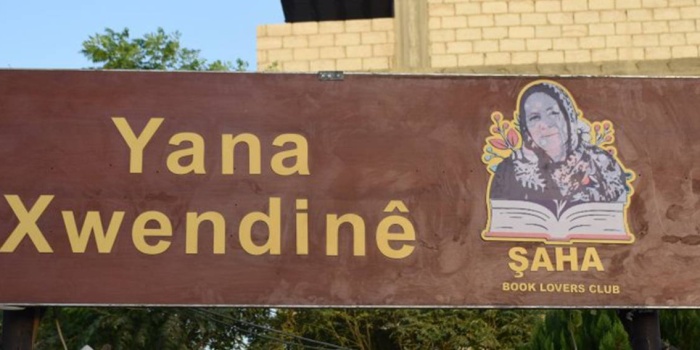 Yana
Xwendinê
ŞAHA
BOOK LOVERS CLUB